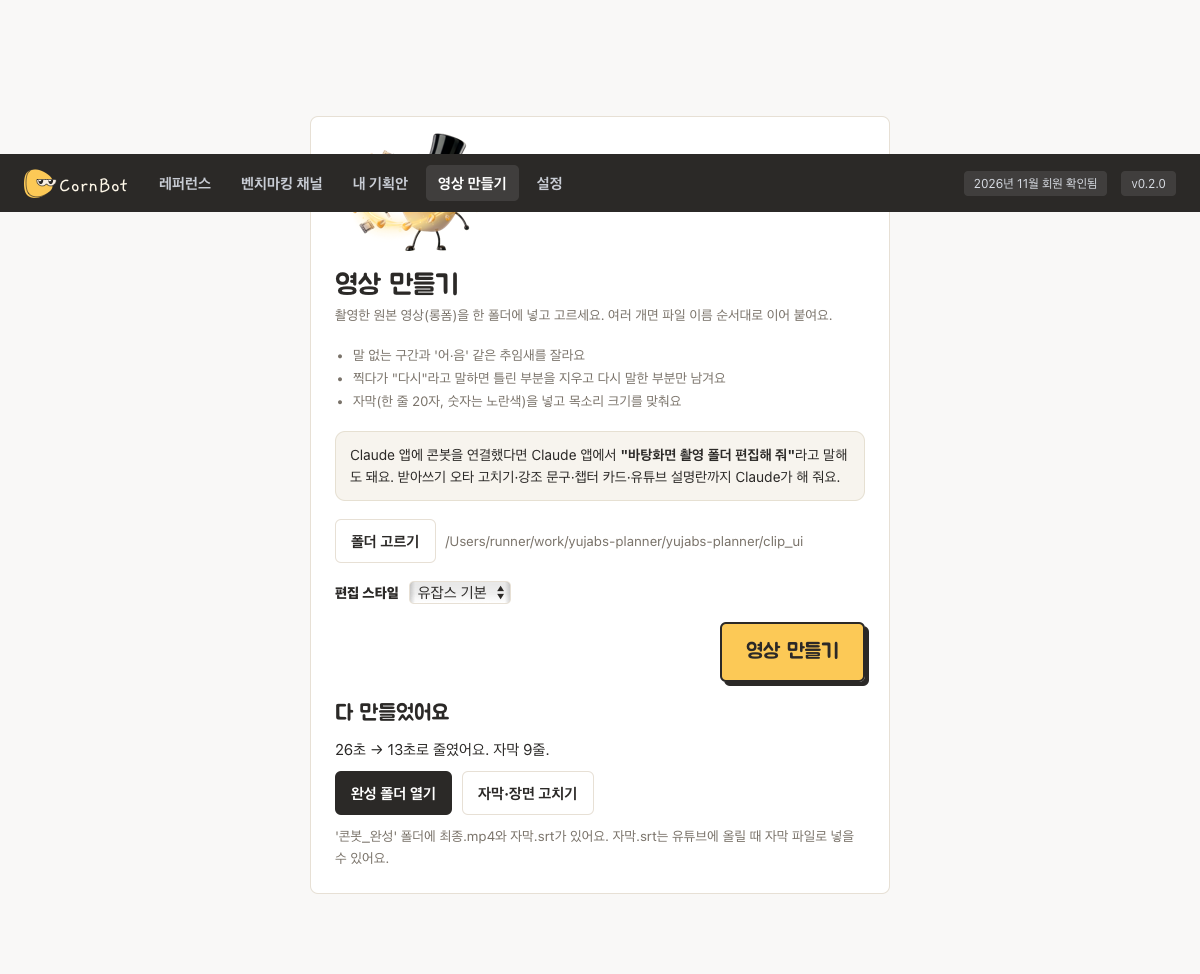 CornBot 레퍼런스 벤치마킹 채널 내 기획안 영상 만들기 설정 2026년 11월 회원 확인됨 v0.2.0
영상 만들기
촬영한 원본 영상(롱폼)을 한 폴더에 넣고 고르세요. 여러 개면 파일 이름 순서대로 이어 붙여요.
• 말 없는 구간과 '어·음' 같은 추임새를 잘라요
• 찍다가 "다시"라고 말하면 틀린 부분을 지우고 다시 말한 부분만 남겨요
• 자막(한 줄 20자, 숫자는 노란색)을 넣고 목소리 크기를 맞춰요
Claude 앱에 콘봇을 연결했다면 Claude 앱에서 "바탕화면 촬영 폴더 편집해 줘"라고 말해
도 돼요. 받아쓰기 오타 고치기·강조 문구·챕터 카드·유튜브 설명란까지 Claude가 해 줘요.
폴더 고르기 /Users/runner/work/yujabs-planner/yujabs-planner/clip_ui
편집 스타일 유잡스 기본
영상 만들기
다 만들었어요
26초 → 13초로 줄였어요. 자막 9줄.
완성 폴더 열기 자막·장면 고치기
'콘봇_완성' 폴더에 최종.mp4와 자막.srt가 있어요. 자막.srt는 유튜브에 올릴 때 자막 파일로 넣을
수 있어요.